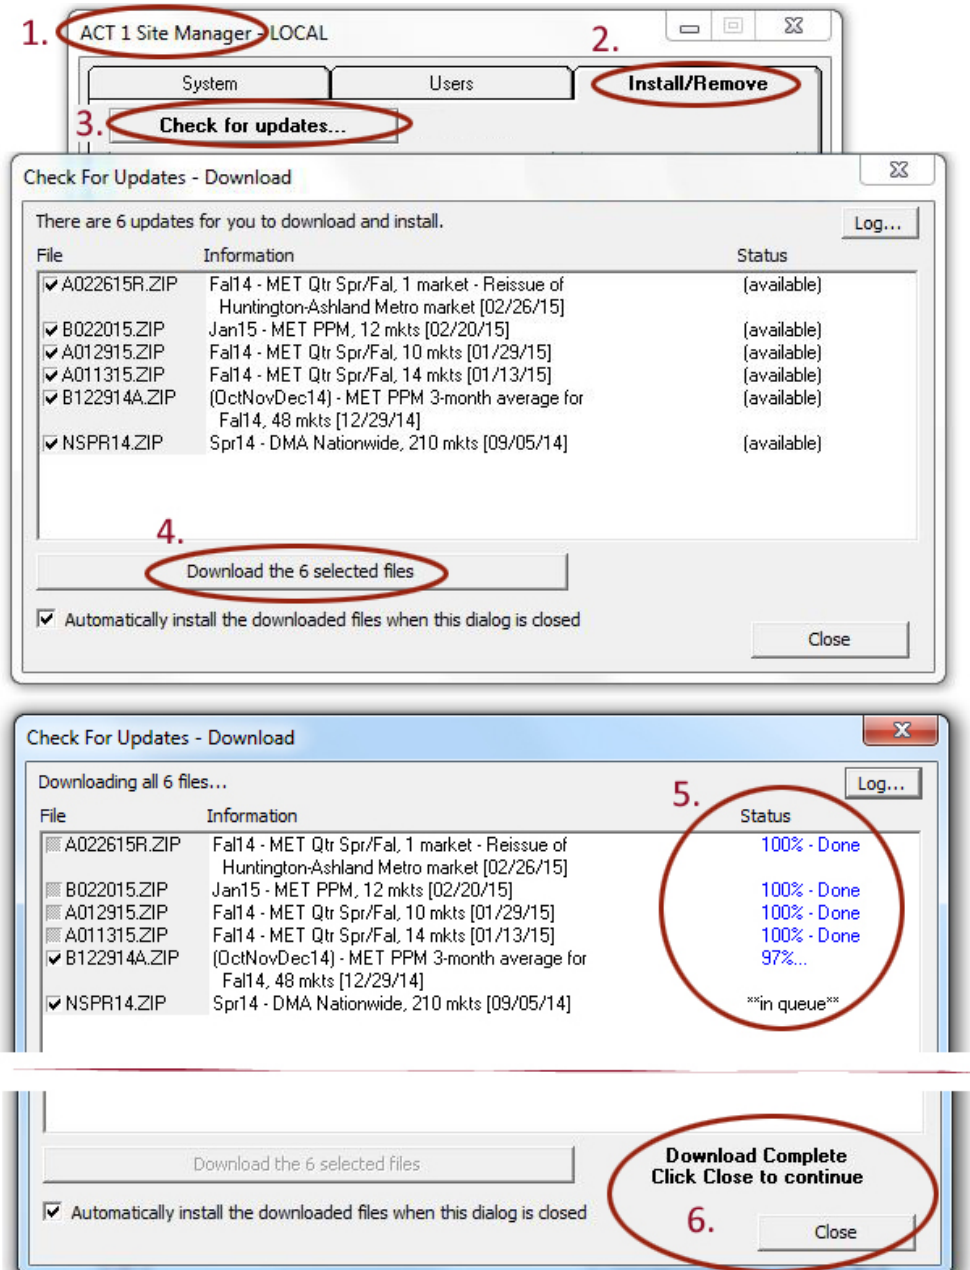 1. ACT 1 Site Manager - LOCAL
2.
System Users Install/Remove
3. Check for updates...
Check For Updates - Download
There are 6 updates for you to download and install. Log...
File Information Status
A022615R.ZIP Fal14 - MET Qtr Spr/Fal, 1 market - Reissue of (available)
Huntington-Ashland Metro market [02/26/15]
B022015.ZIP Jan15 - MET PPM, 12 mkts [02/20/15] (available)
A012915.ZIP Fal14 - MET Qtr Spr/Fal, 10 mkts [01/29/15] (available)
A011315.ZIP Fal14 - MET Qtr Spr/Fal, 14 mkts [01/13/15] (available)
B122914A.ZIP (OctNovDec14) - MET PPM 3-month average for (available)
Fal14, 48 mkts [12/29/14]
NSPR14.ZIP Spr14 - DMA Nationwide, 210 mkts [09/05/14] (available)
4.
Download the 6 selected files
Automatically install the downloaded files when this dialog is closed
Close
Check For Updates - Download
Downloading all 6 files... Log...
5.
File Information Status
A022615R.ZIP Fal14 - MET Qtr Spr/Fal, 1 market - Reissue of 100% - Done
Huntington-Ashland Metro market [02/26/15]
B022015.ZIP Jan15 - MET PPM, 12 mkts [02/20/15] 100% - Done
A012915.ZIP Fal14 - MET Qtr Spr/Fal, 10 mkts [01/29/15] 100% - Done
A011315.ZIP Fal14 - MET Qtr Spr/Fal, 14 mkts [01/13/15] 100% - Done
B122914A.ZIP (OctNovDec14) - MET PPM 3-month average for 97%...
Fal14, 48 mkts [12/29/14]
NSPR14.ZIP Spr14 - DMA Nationwide, 210 mkts [09/05/14] **in queue**
Download the 6 selected files
Download Complete
Click Close to continue
Automatically install the downloaded files when this dialog is closed
6. Close